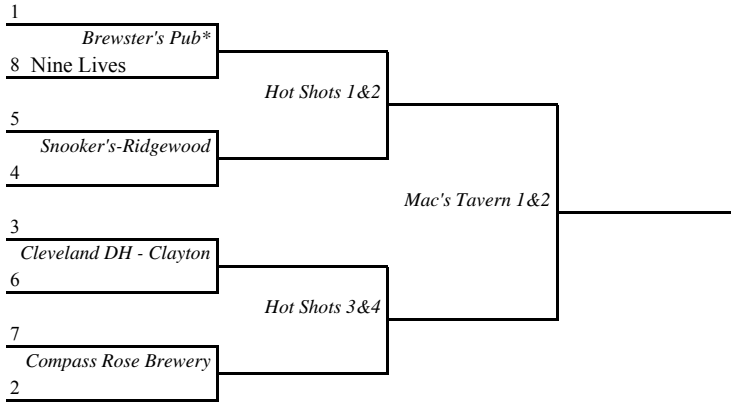 1
Brewster's Pub*
8 Nine Lives
Hot Shots 1&2
5
Snooker's-Ridgewood
4
Mac's Tavern 1&2
3
Cleveland DH - Clayton
6
Hot Shots 3&4
7
Compass Rose Brewery
2